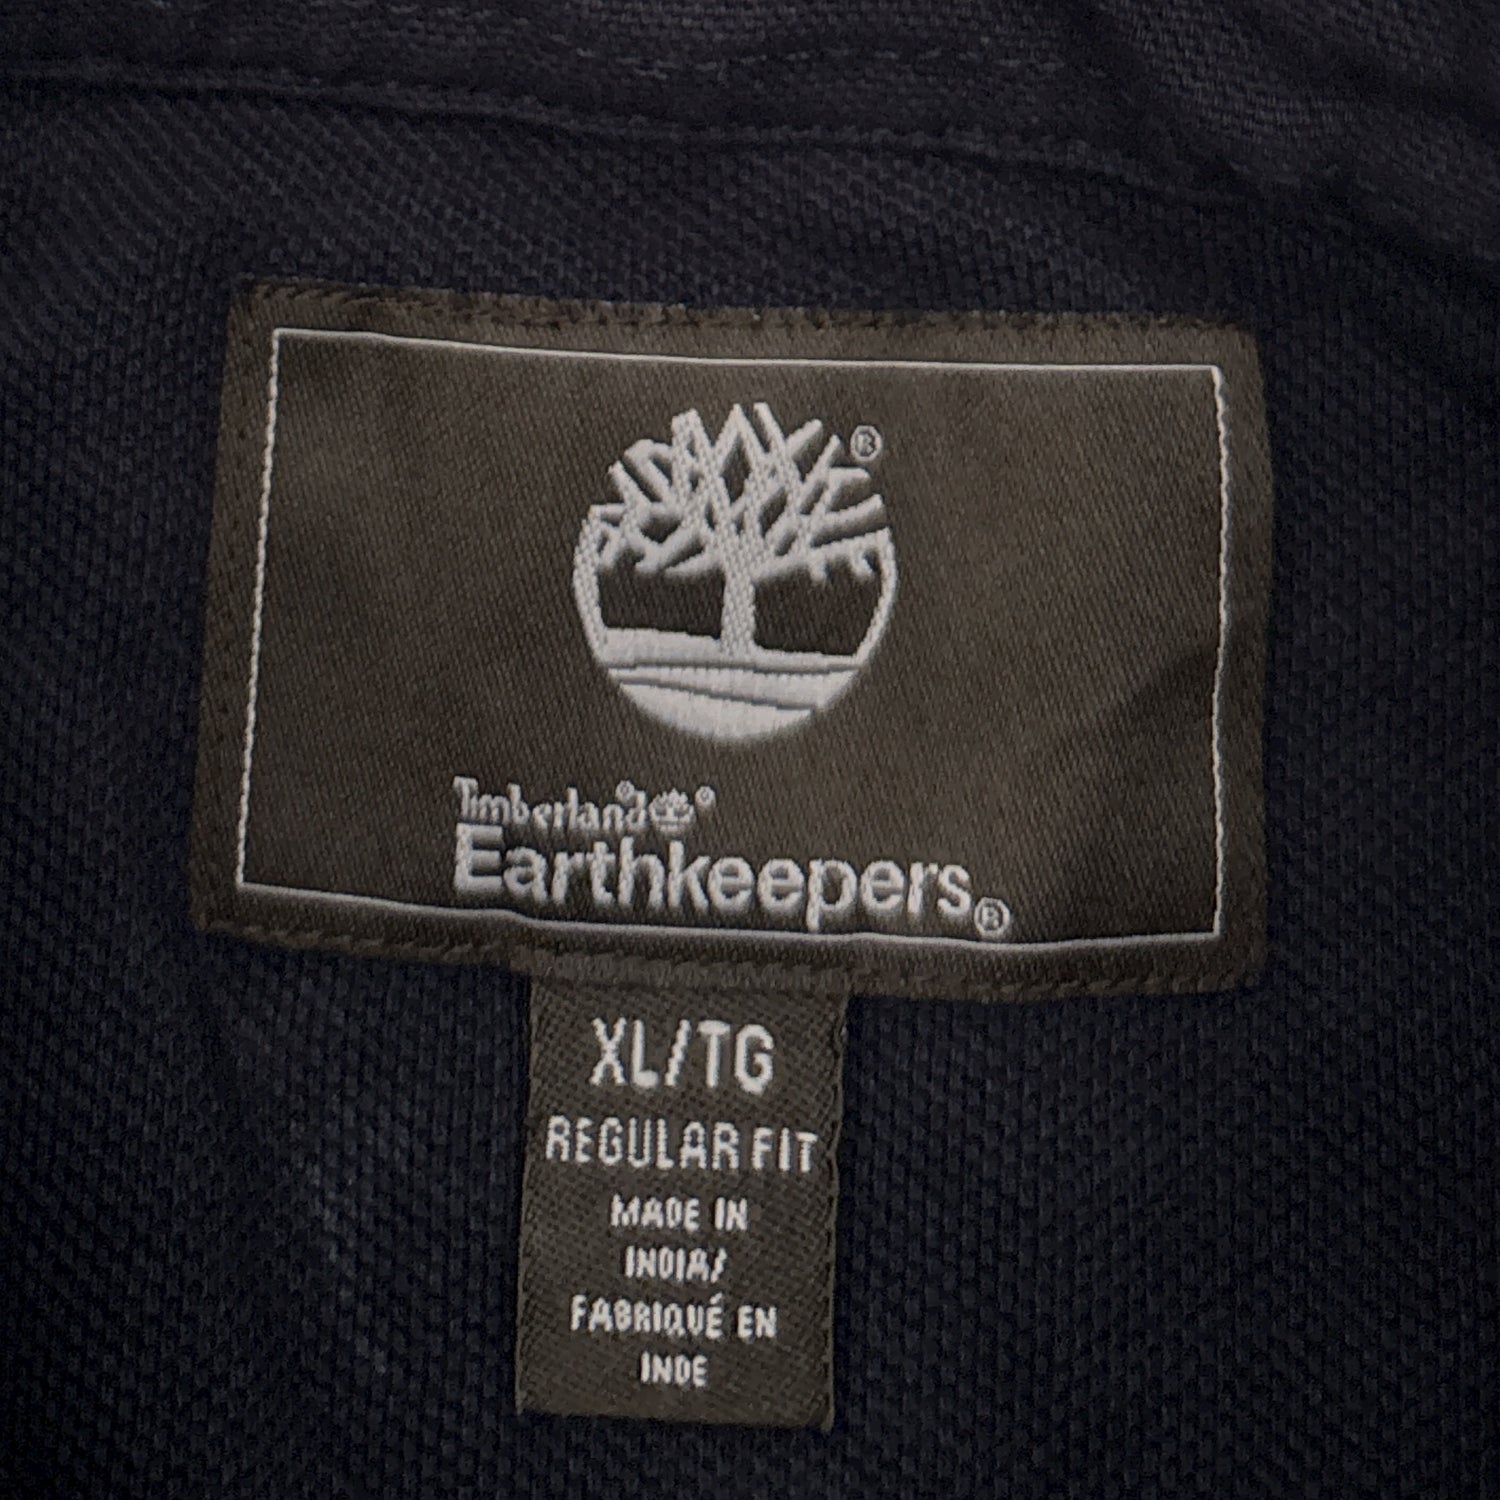 ®
Timberland® ®
Earthkeepers®
XL/TG
REGULAR FIT
MADE IN
INDIA/
FABRIQUÉ EN
INDE